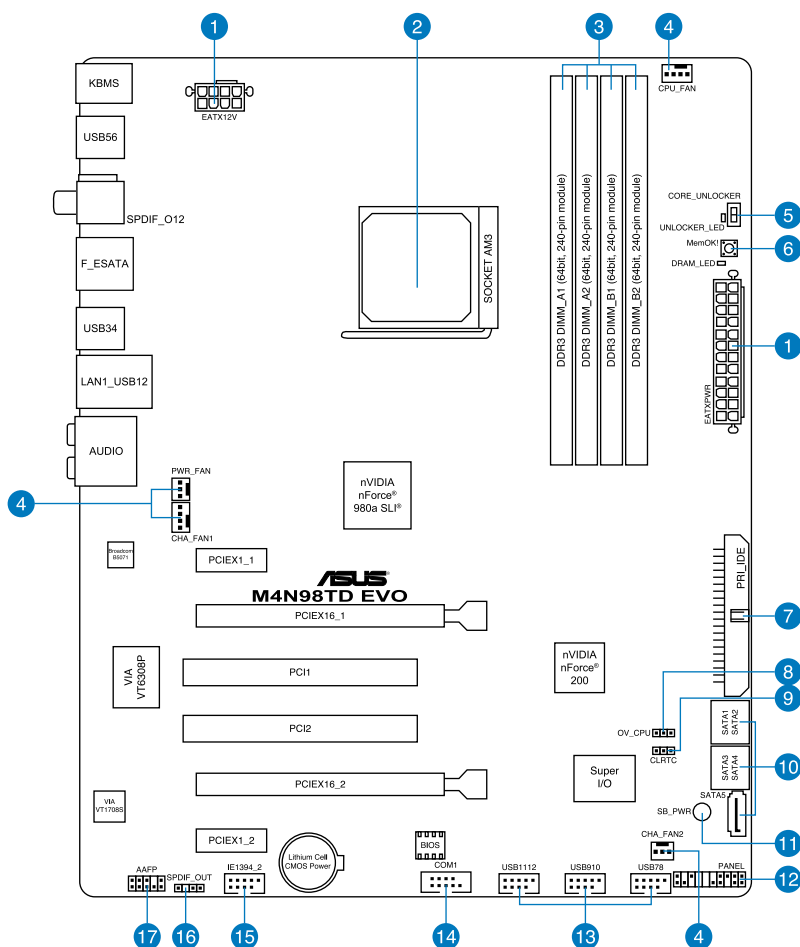 1
2
3
4
KBMS
EATX12V
CPU_FAN
USB56
SPDIF_O12
F_ESATA
USB34
LAN1_USB12
AUDIO
SOCKET AM3
DDR3 DIMM_A1 (64bit, 240-pin module)
DDR3 DIMM_A2 (64bit, 240-pin module)
DDR3 DIMM_B1 (64bit, 240-pin module)
DDR3 DIMM_B2 (64bit, 240-pin module)
CORE_UNLOCKER
5
UNLOCKER_LED
MemOK!
6
DRAM_LED
1
EATXPWR
PWR_FAN
4
CHA_FAN1
nVIDIA
nForce®
980a SLI®
Broadcom
B5071
PCIEX1_1
ASUS
M4N98TD EVO
PCIEX16_1
PRI_IDE
7
VIA
VT6308P
PCI1
nVIDIA
nForce®
200
8
9
PCI2
OV_CPU
CLRTC
SATA1
SATA2
SATA3
SATA4
10
PCIEX16_2
Super
I/O
SATA5
SB_PWR
11
VIA
VT1708S
PCIEX1_2
Lithium Cell
CMOS Power
BIOS
CHA_FAN2
AAFP
SPDIF_OUT
IE1394_2
COM1
USB1112
USB910
USB78
PANEL
12
17
16
15
14
13
4